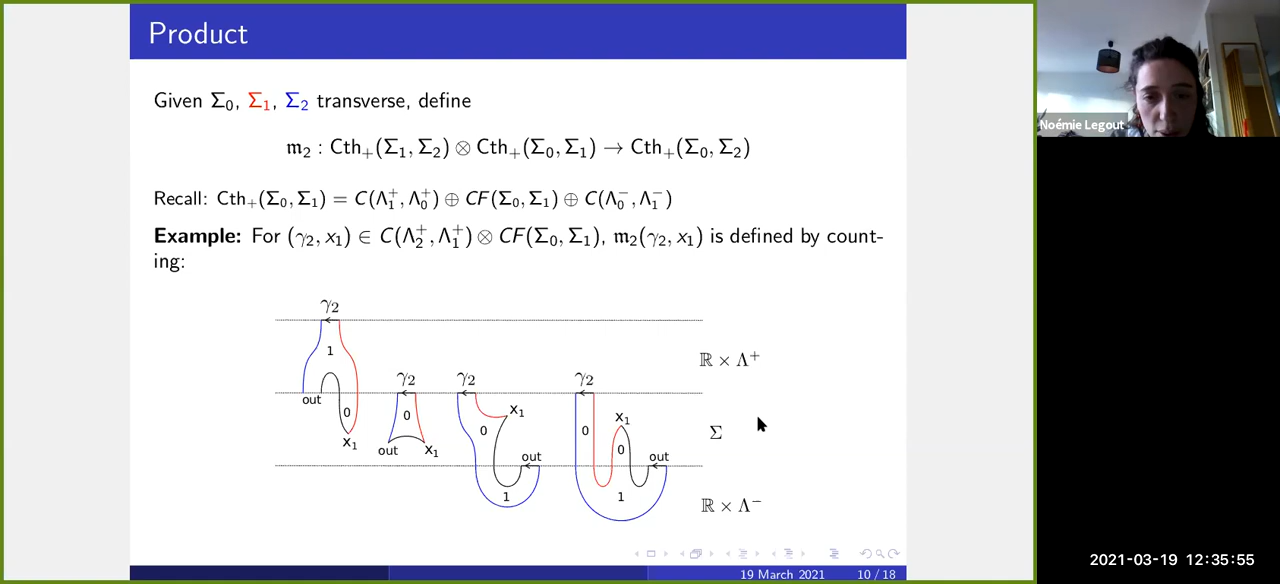 Product
Given Σ₀, Σ₁, Σ₂ transverse, define
𝔪₂ : Cth₊(Σ₁, Σ₂) ⊗ Cth₊(Σ₀, Σ₁) → Cth₊(Σ₀, Σ₂)
Recall: Cth₊(Σ₀, Σ₁) = C(Λ₁⁺, Λ₀⁺) ⊕ CF(Σ₀, Σ₁) ⊕ C(Λ₀⁻, Λ₁⁻)
Example: For (γ₂, x₁) ∈ C(Λ₂⁺, Λ₁⁺) ⊗ CF(Σ₀, Σ₁), 𝔪₂(γ₂, x₁) is defined by count-
ing:
γ₂
1
ℝ × Λ⁺
γ₂ γ₂ γ₂
out 0 0 x₁ x₁
0 0 Σ
x₁ out x₁ 0
out out
1 1
ℝ × Λ⁻
19 March 2021 10 / 18
Noémie Legout
2021-03-19 12:35:55